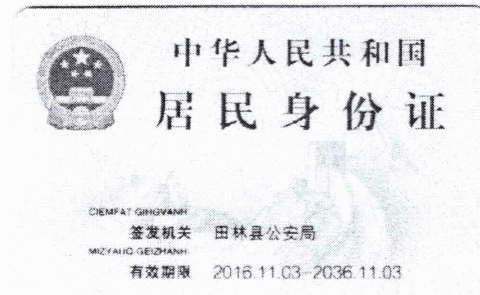 中华人民共和国
居民身份证
CIEMFAT GIHGVANH
签发机关 田林县公安局
MIZYAUQ GEIZHANH
有效期限 2016.11.03-2036.11.03